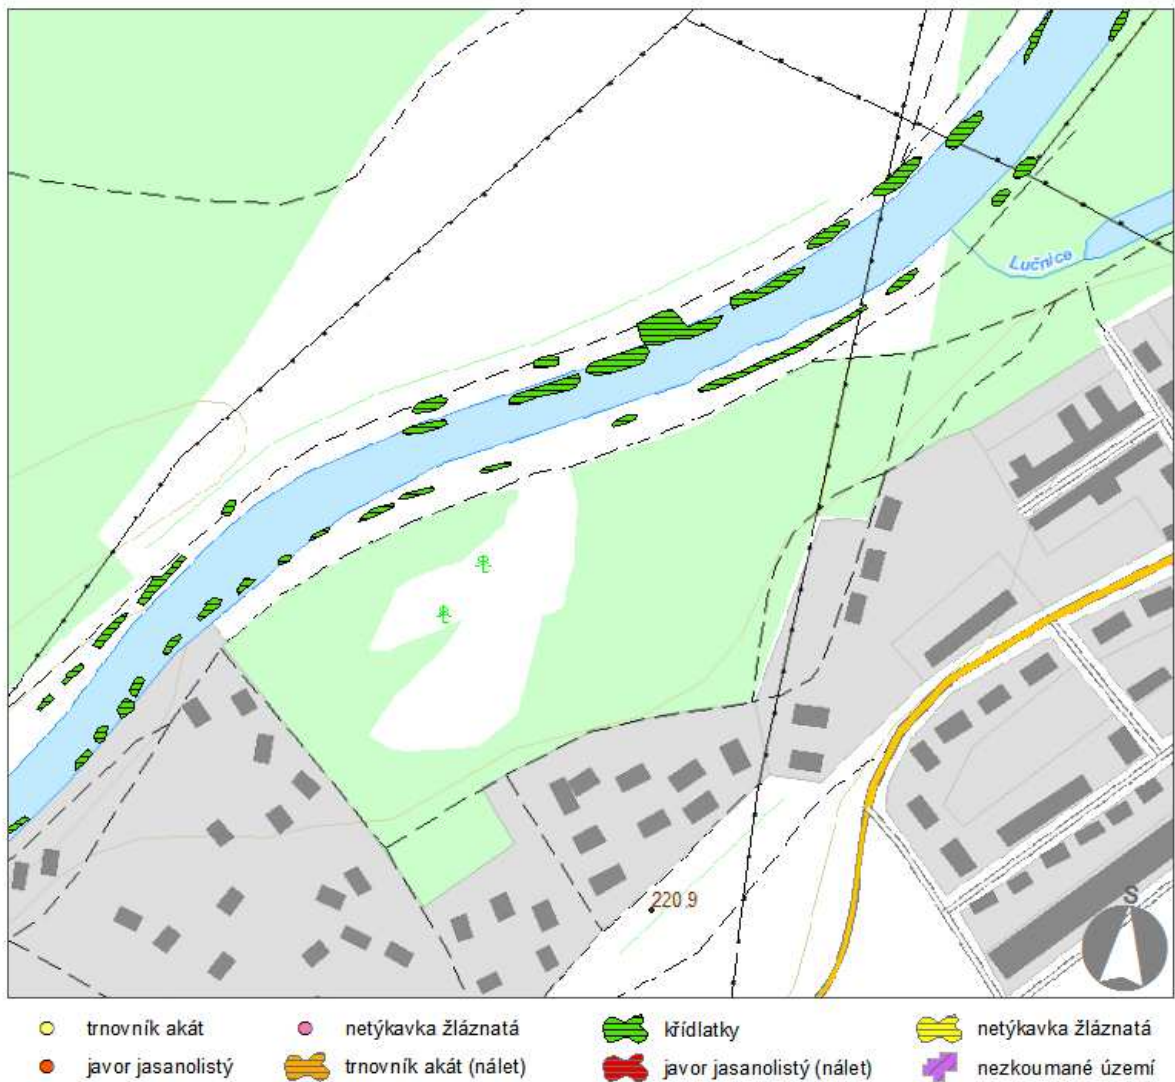 Lučnice
220.9
S
trnovník akát
netýkavka žláznatá
křídlatky
netýkavka žláznatá
javor jasanolistý
trnovník akát (nálet)
javor jasanolistý (nálet)
nezkoumané území